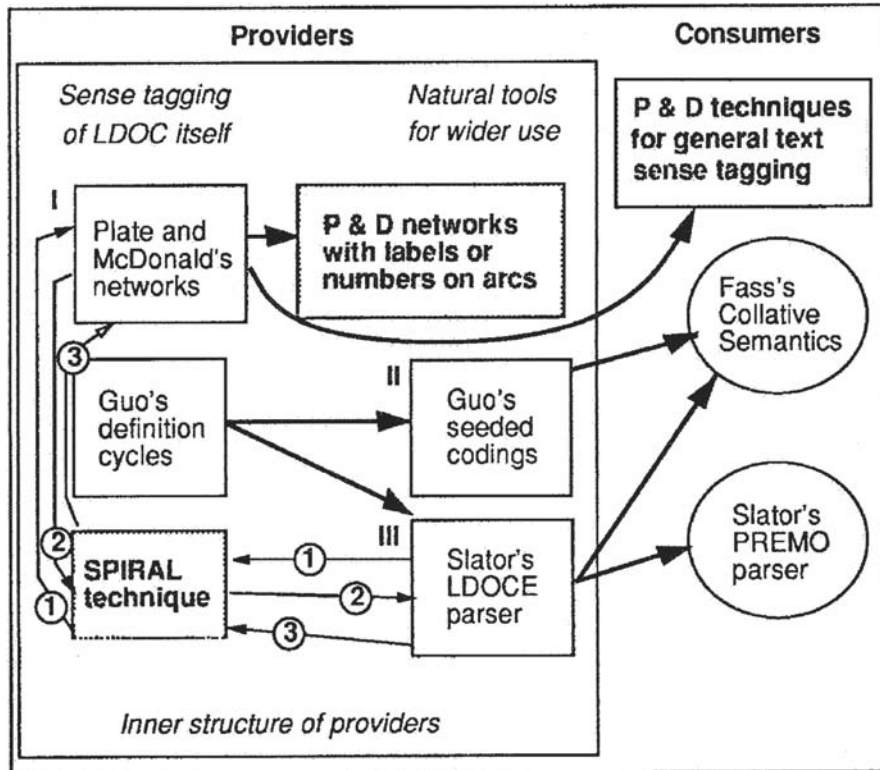 Providers
Consumers
Sense tagging
of LDOC itself
Natural tools
for wider use
P & D techniques
for general text
sense tagging
I
Plate and
McDonald's
networks
P & D networks
with labels or
numbers on arcs
Fass's
Collative
Semantics
3
II
Guo's
definition
cycles
Guo's
seeded
codings
III
2
SPIRAL
technique
1
1
2
3
Slator's
LDOCE
parser
Slator's
PREMO
parser
Inner structure of providers